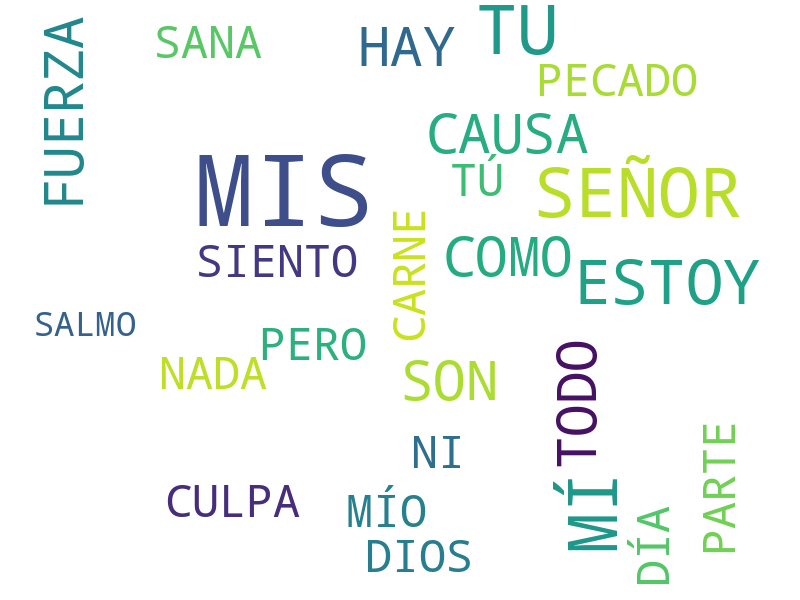 FUERZA
SANA
HAY
TU
PECADO
CAUSA
MIS
TÚ
SEÑOR
SIENTO
CARNE
COMO
ESTOY
SALMO
PERO
NADA
SON
TODO
NI
PARTE
CULPA
MÍO
MÍ
DÍA
DIOS